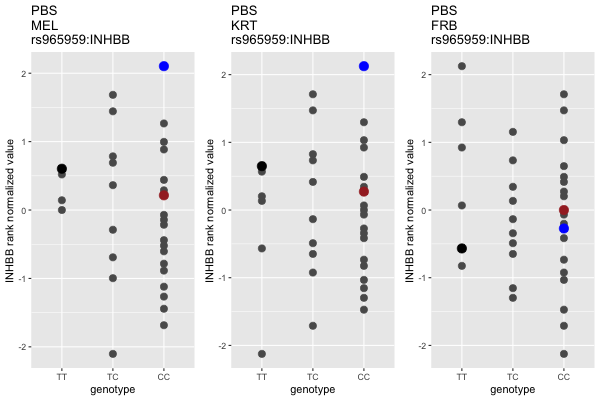 PBS
MEL
rs965959:INHBB
INHBB rank normalized value
2
1
0
-1
-2
TT
TC
CC
genotype
PBS
KRT
rs965959:INHBB
INHBB rank normalized value
2
1
0
-1
-2
TT
TC
CC
genotype
PBS
FRB
rs965959:INHBB
INHBB rank normalized value
2
1
0
-1
-2
TT
TC
CC
genotype